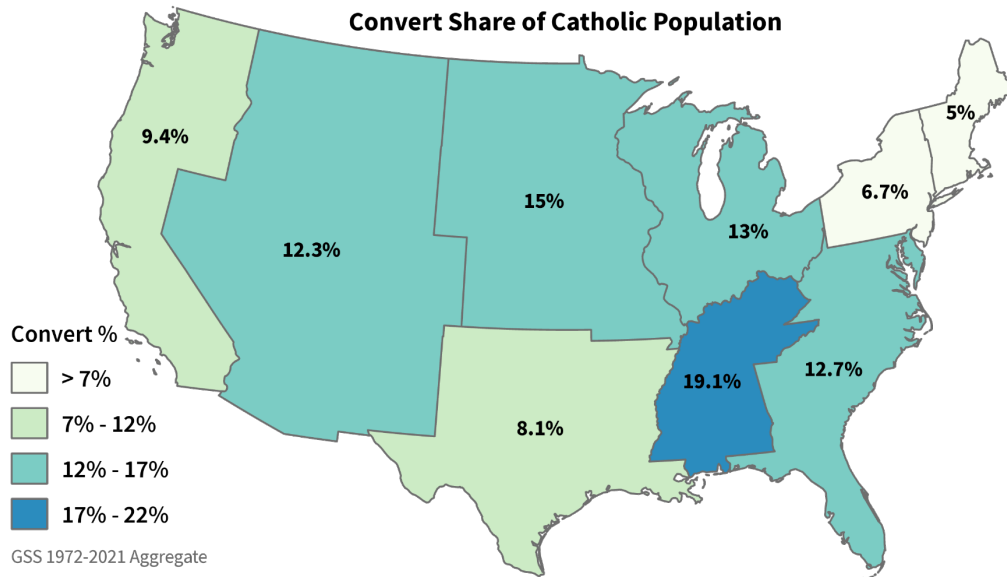 Convert Share of Catholic Population
9.4%
5%
6.7%
15%
13%
12.3%
12.7%
19.1%
8.1%
Convert %
> 7%
7% - 12%
12% - 17%
17% - 22%
GSS 1972-2021 Aggregate